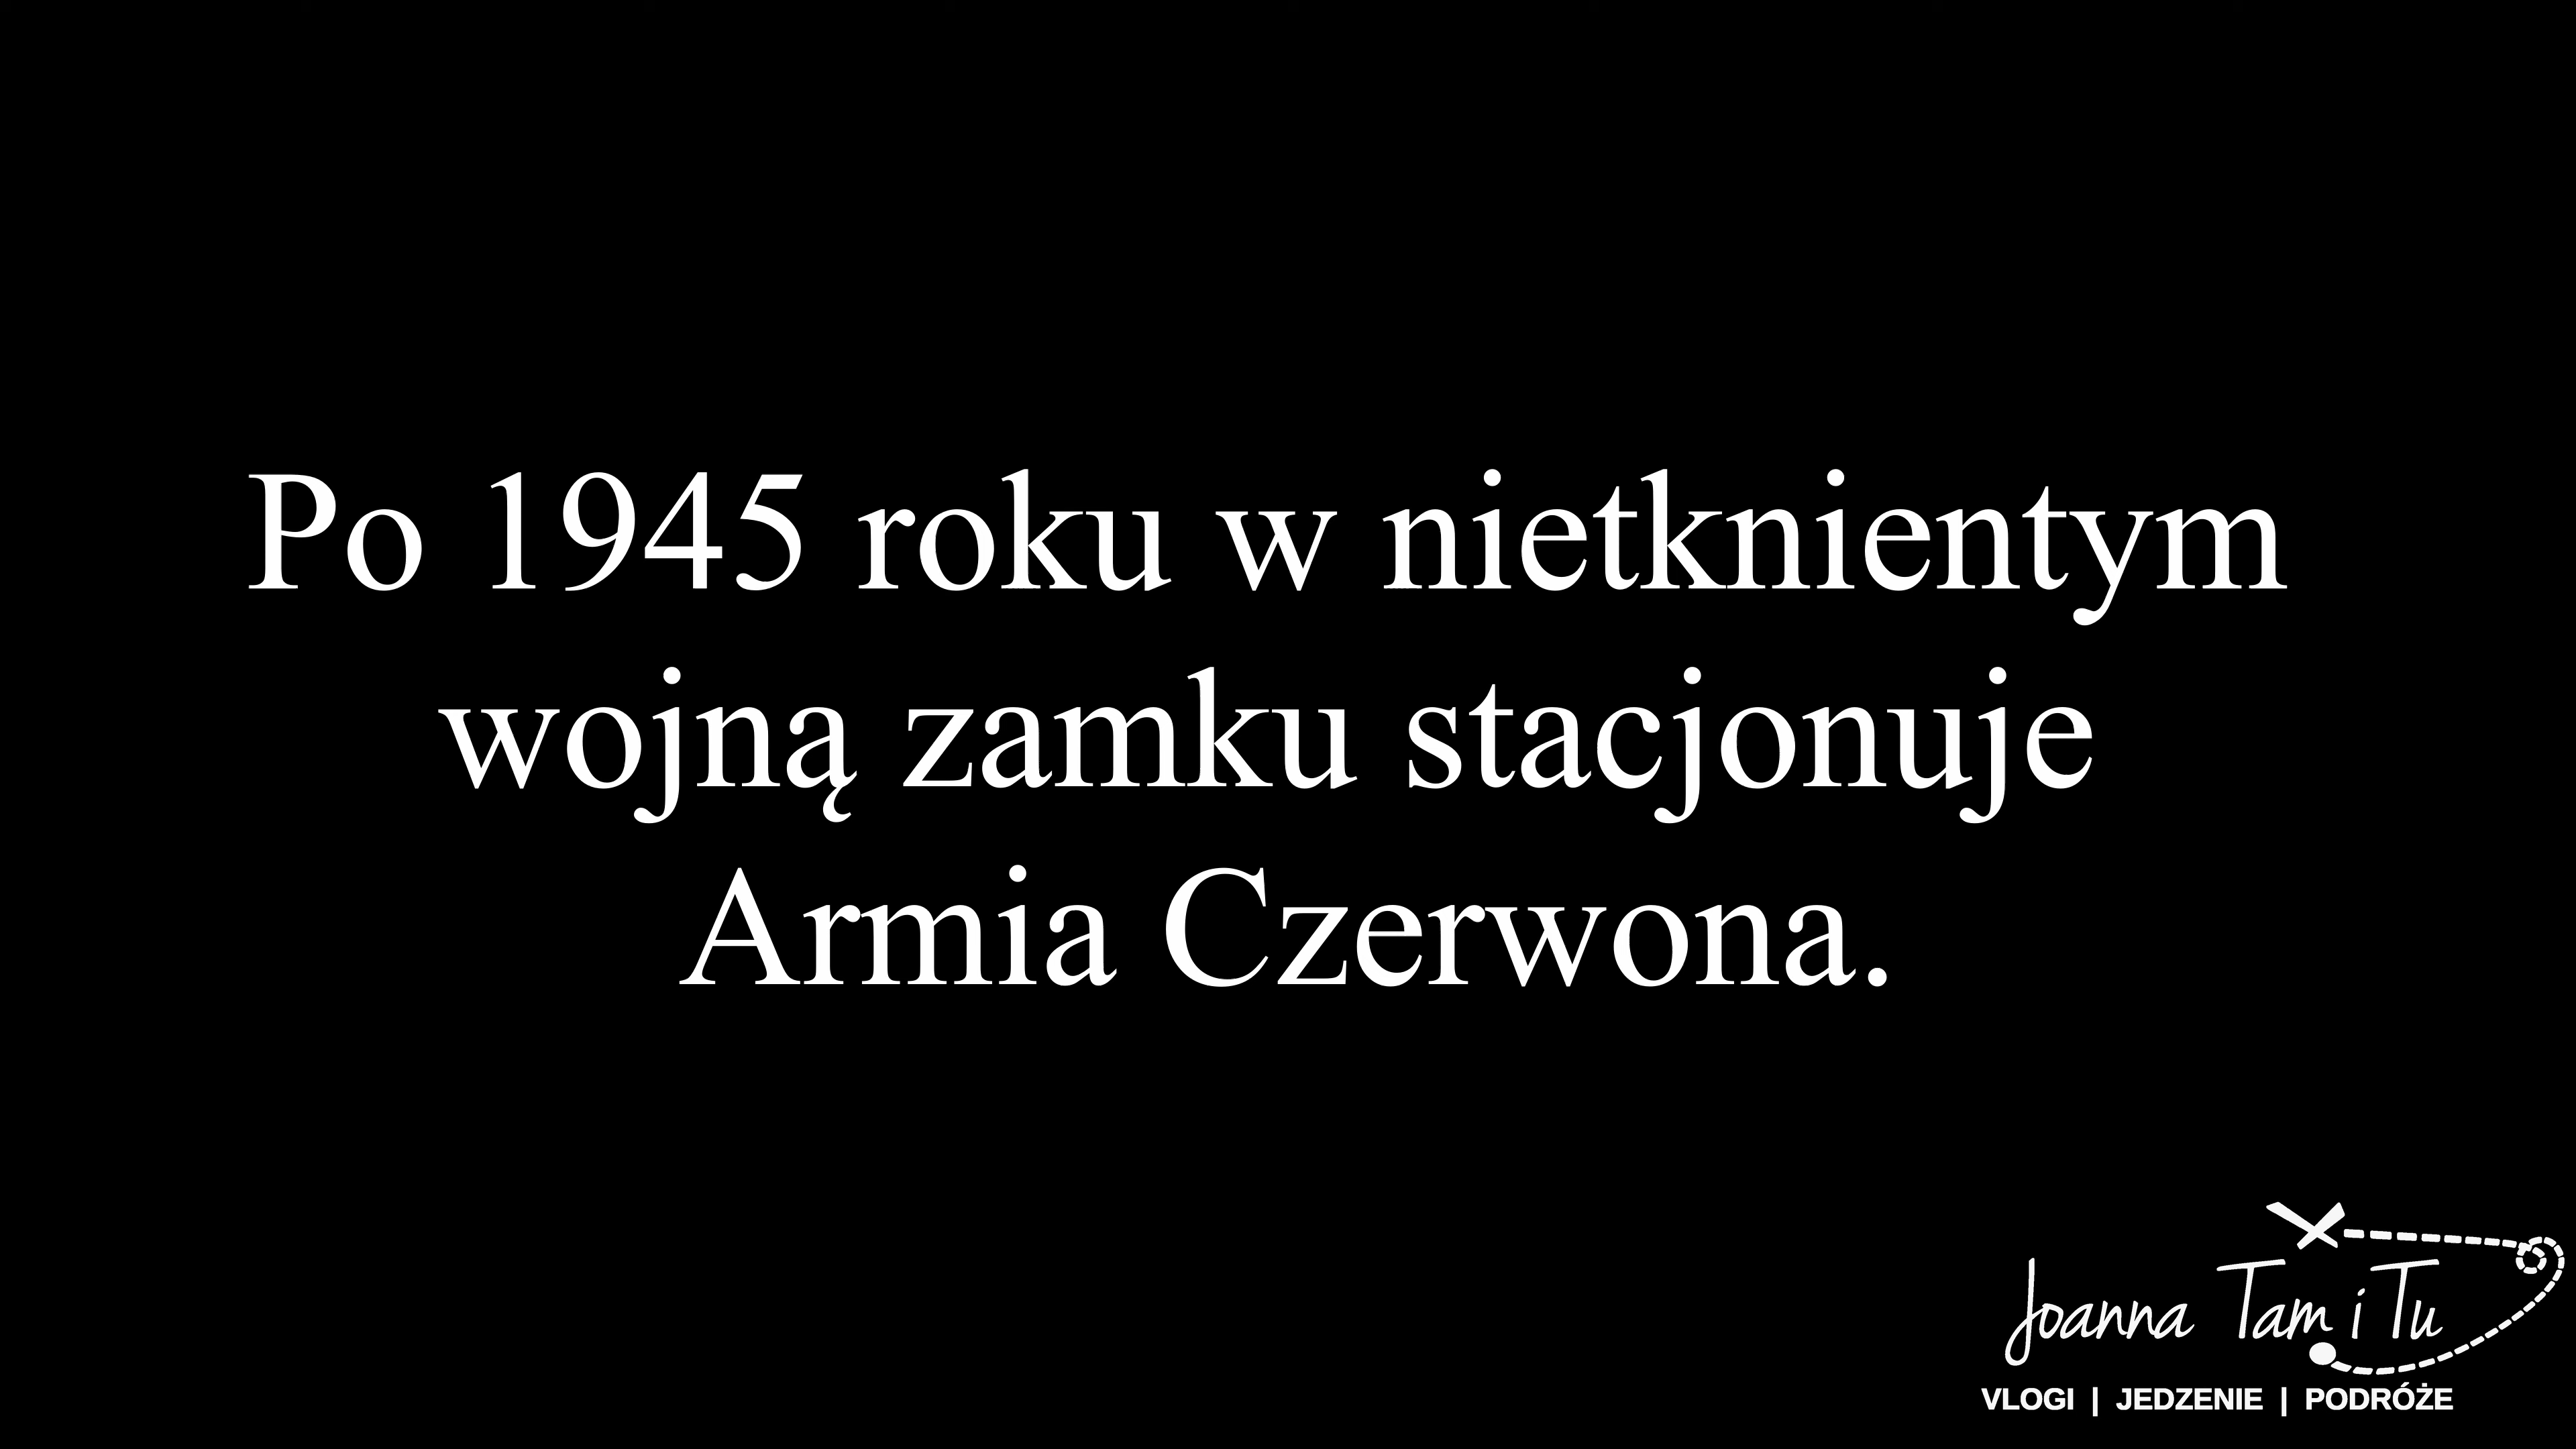 Po 1945 roku w nietknientym
wojną zamku stacjonuje
Armia Czerwona.
Joanna Tam i Tu
VLOGI | JEDZENIE | PODRÓŻE